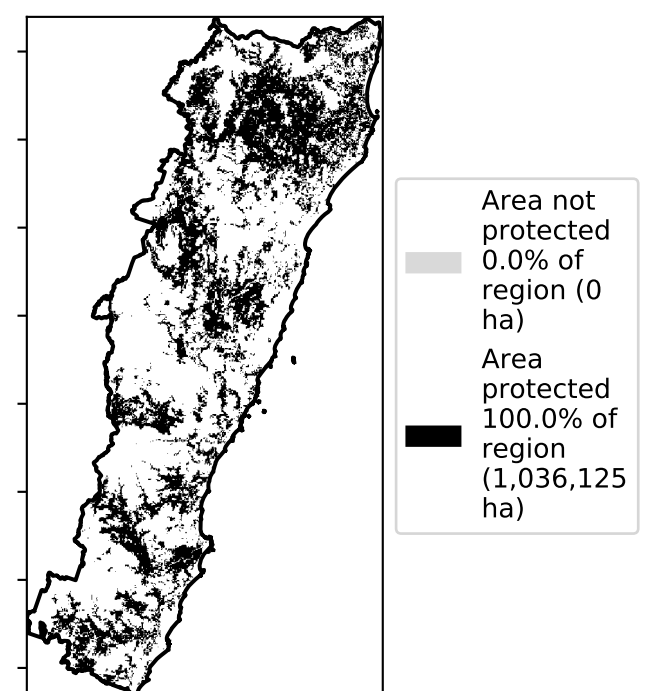 Area not
protected
0.0% of
region (0
ha)
Area
protected
100.0% of
region
(1,036,125
ha)